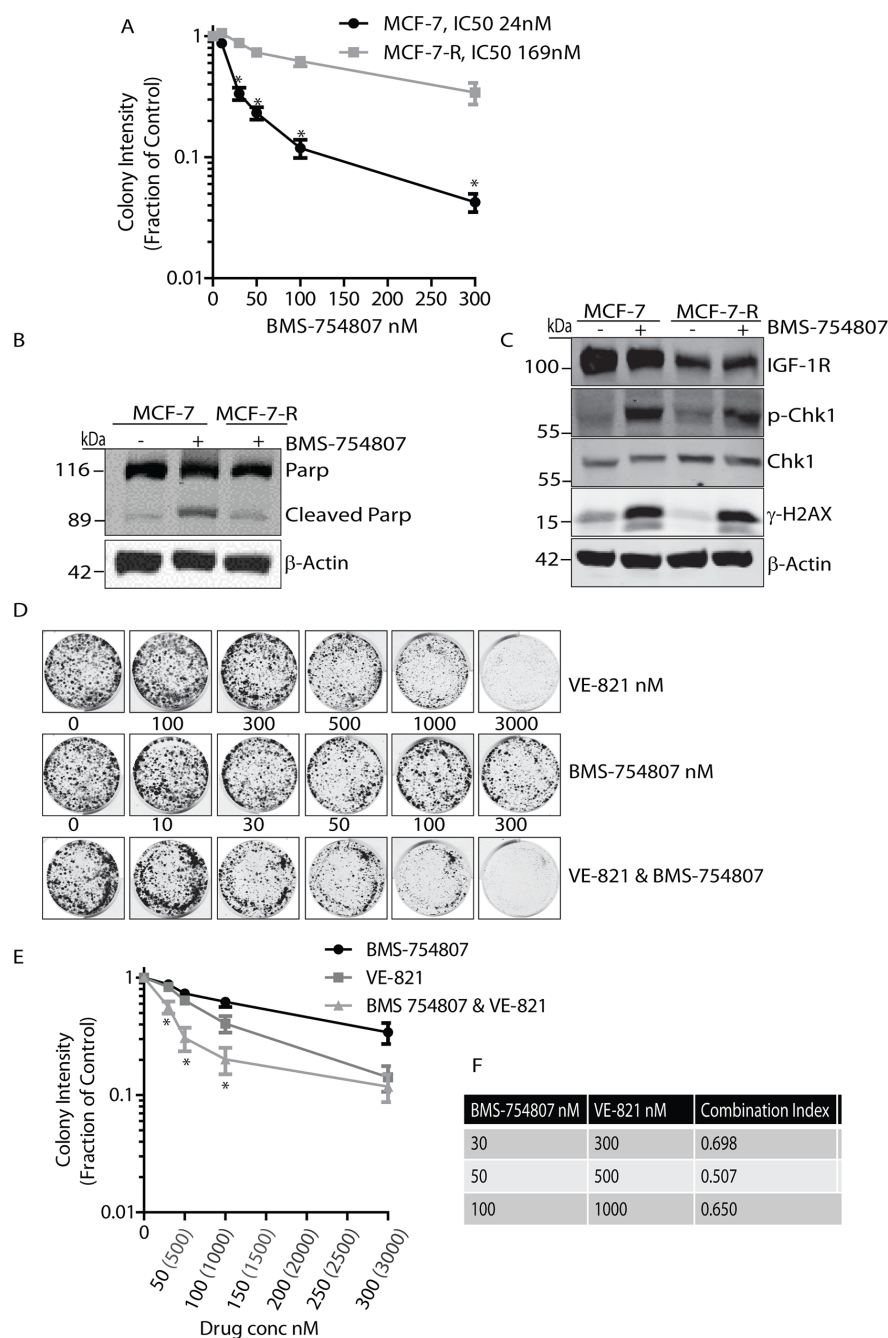 A
MCF-7, IC50 24nM
MCF-7-R, IC50 169nM
Colony Intensity
(Fraction of Control)
1
0.1
0.01
* * * *
0 50 100 150 200 250 300
BMS-754807 nM
B
MCF-7 MCF-7-R
kDa - + + BMS-754807
116 Parp
89 Cleaved Parp
42 β-Actin
C
MCF-7 MCF-7-R
kDa - + - + BMS-754807
100 IGF-1R
55 p-Chk1
55 Chk1
15 γ-H2AX
42 β-Actin
D
VE-821 nM
0 100 300 500 1000 3000
BMS-754807 nM
0 10 30 50 100 300
VE-821 & BMS-754807
E
BMS-754807
VE-821
BMS 754807 & VE-821
Colony Intensity
(Fraction of Control)
1
0.1
0.01
* * *
0 50 (500) 100 (1000) 150 (1500) 200 (2000) 250 (2500) 300 (3000)
Drug conc nM
F
BMS-754807 nM VE-821 nM Combination Index
30 300 0.698
50 500 0.507
100 1000 0.650